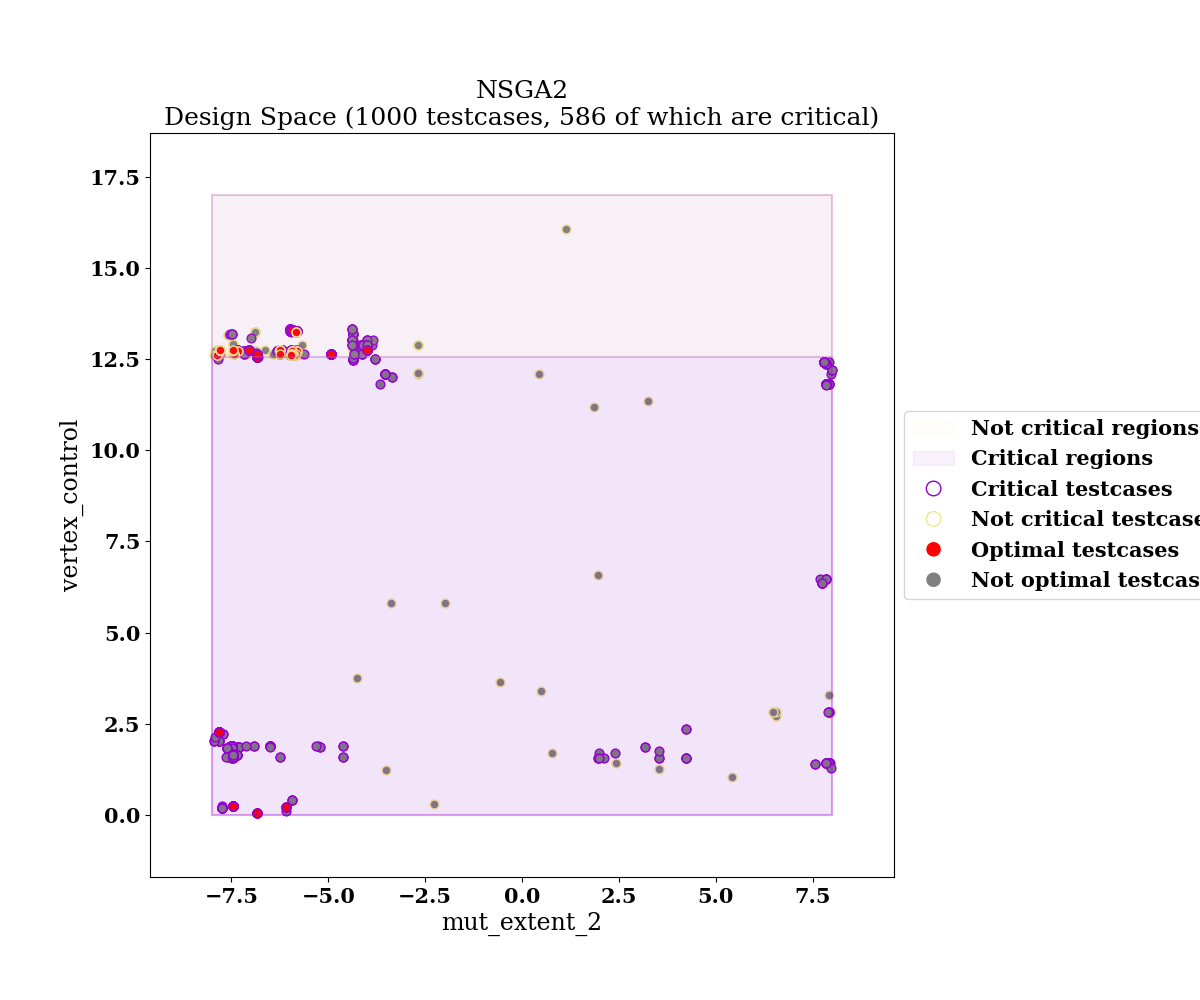 NSGA2
Design Space (1000 testcases, 586 of which are critical)
17.5
15.0
12.5
10.0
7.5
5.0
2.5
0.0
vertex_control
−7.5 −5.0 −2.5 0.0 2.5 5.0 7.5
mut_extent_2
Not critical regions
Critical regions
Critical testcases
Not critical testcase
Optimal testcases
Not optimal testcas